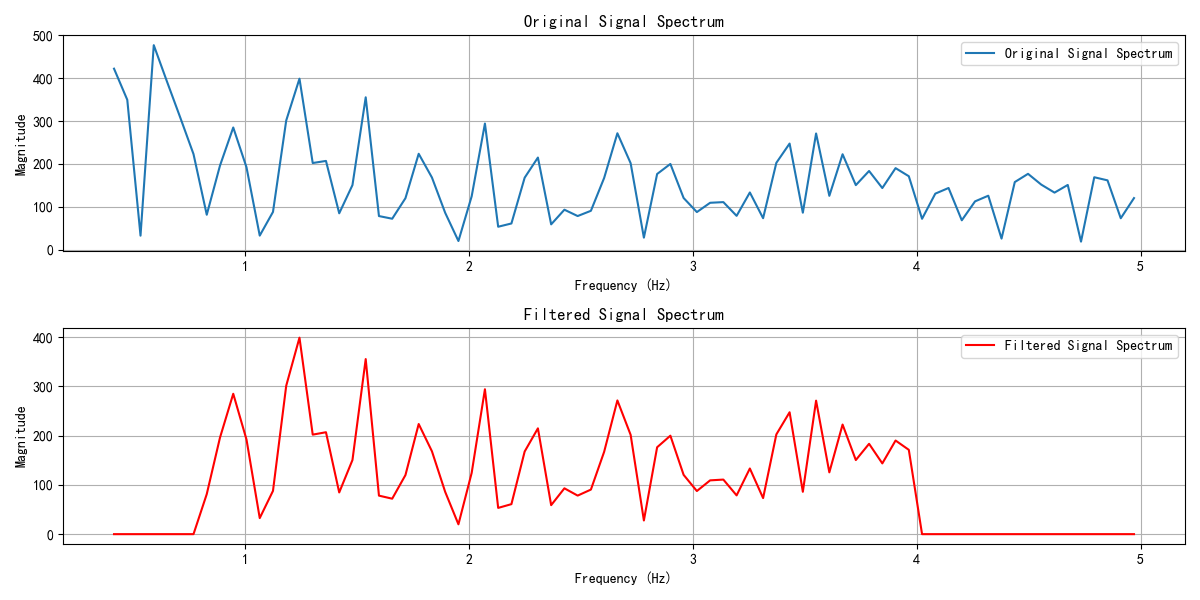 Original Signal Spectrum
500
400
300
200
100
0
Magnitude
Original Signal Spectrum
1 2 3 4 5
Frequency (Hz)
Filtered Signal Spectrum
400
300
200
100
0
Magnitude
Filtered Signal Spectrum
1 2 3 4 5
Frequency (Hz)